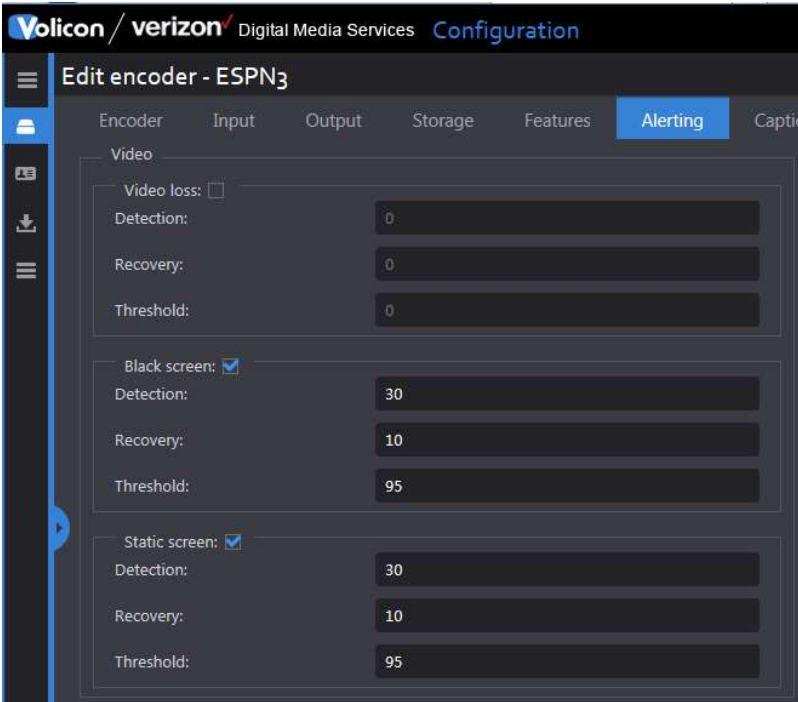 Volicon / verizon✓ Digital Media Services Configuration
Edit encoder - ESPN3
Encoder Input Output Storage Features Alerting Capti
Video
Video loss:
Detection: 0
Recovery: 0
Threshold: 0
Black screen:
Detection: 30
Recovery: 10
Threshold: 95
Static screen:
Detection: 30
Recovery: 10
Threshold: 95